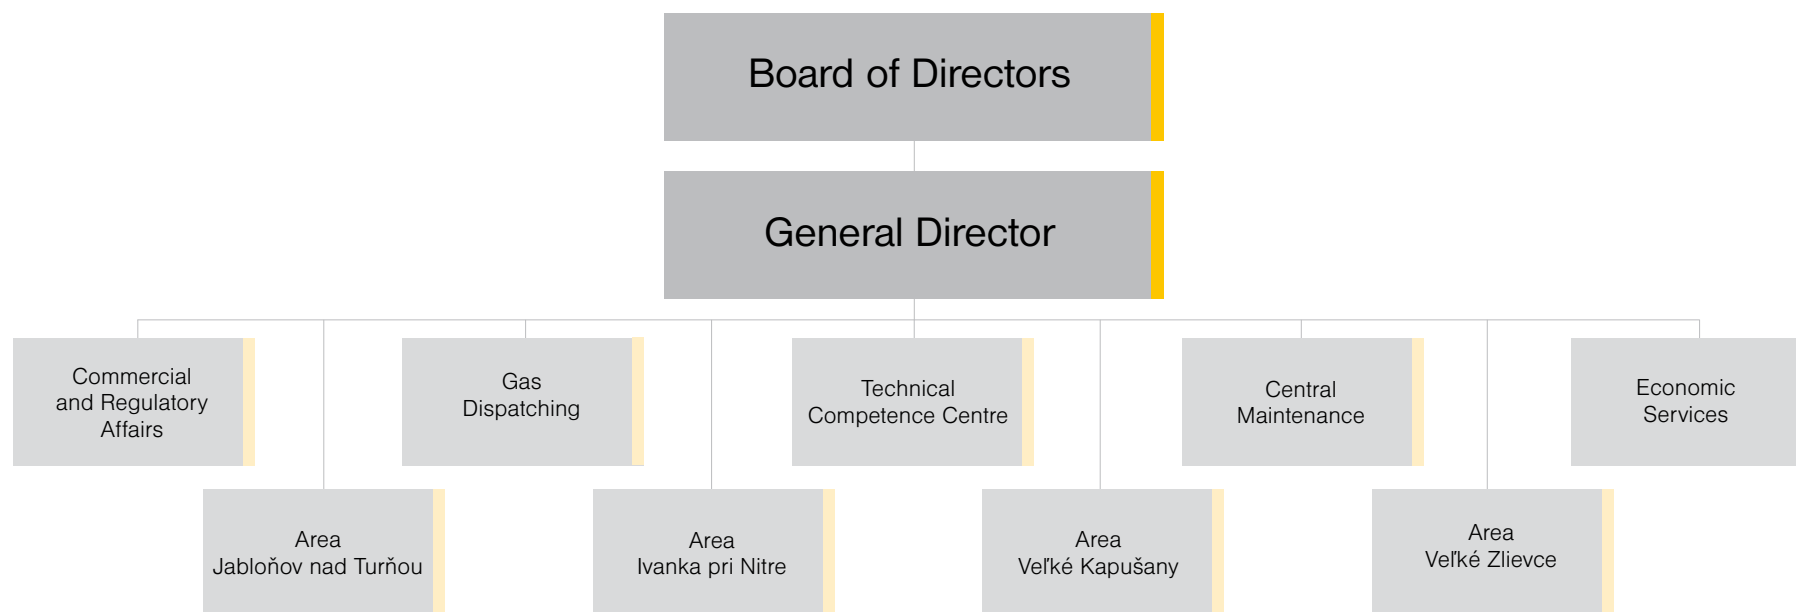 Board of Directors
General Director
Commercial
and Regulatory
Affairs
Gas
Dispatching
Technical
Competence Centre
Central
Maintenance
Economic
Services
Area
Jabloňov nad Turňou
Area
Ivanka pri Nitre
Area
Veľké Kapušany
Area
Veľké Zlievce